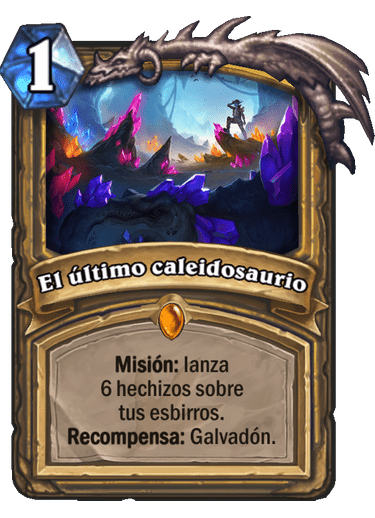 1
El último caleidosaurio
Misión: lanza
6 hechizos sobre
tus esbirros.
Recompensa: Galvadón.